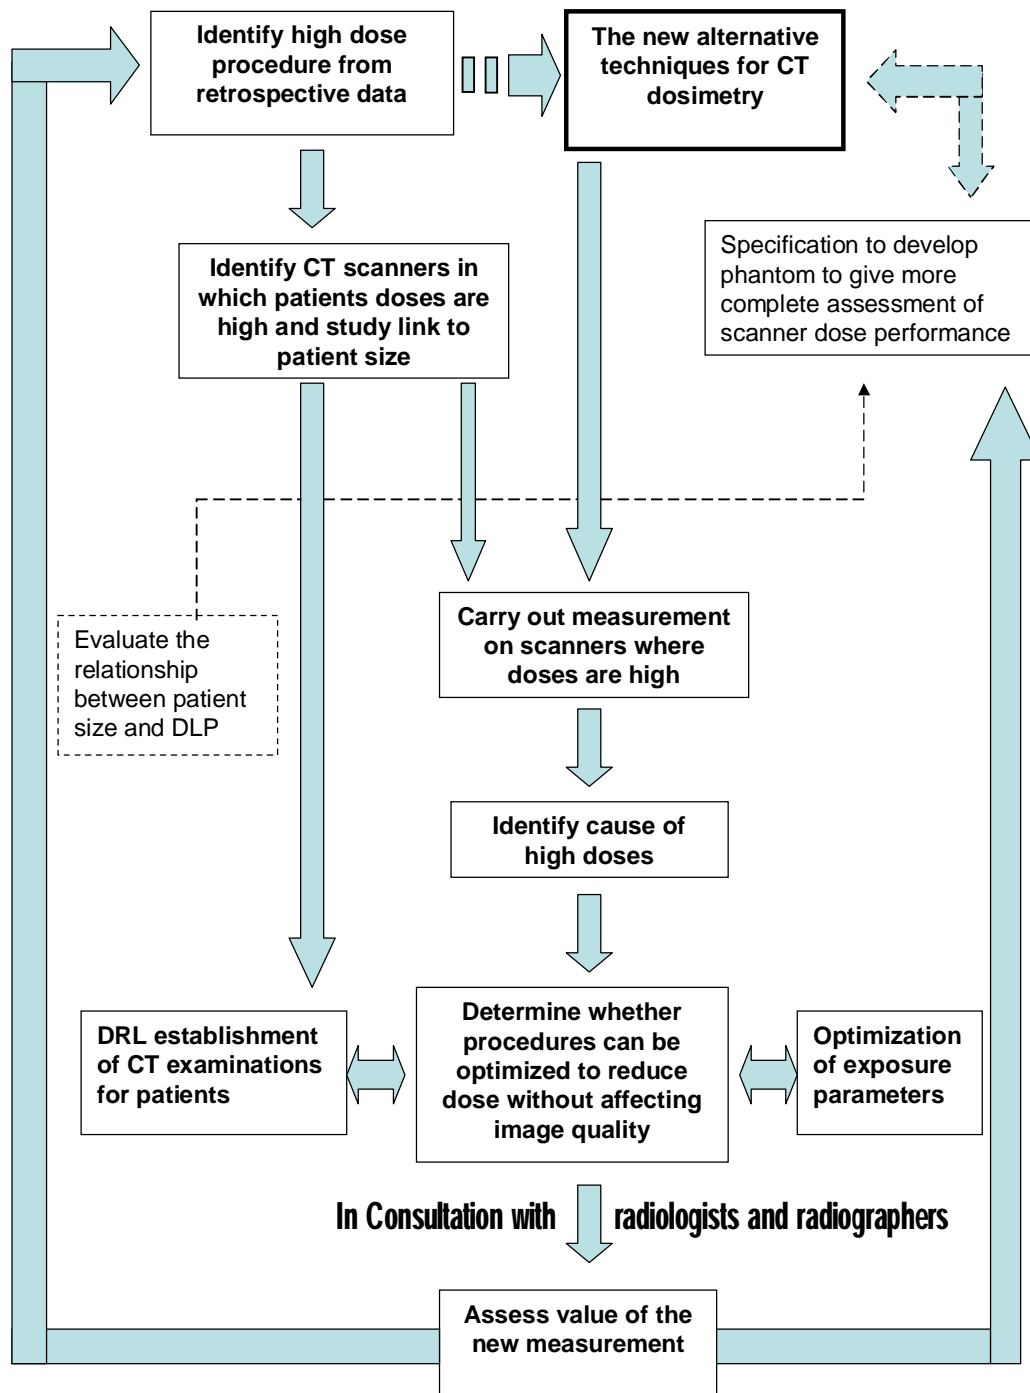 Identify high dose
procedure from
retrospective data
The new alternative
techniques for CT
dosimetry
Specification to develop
phantom to give more
complete assessment of
scanner dose performance
Identify CT scanners in
which patients doses are
high and study link to
patient size
Carry out measurement
on scanners where
doses are high
Evaluate the
relationship
between patient
size and DLP
Identify cause of
high doses
DRL establishment
of CT examinations
for patients
Determine whether
procedures can be
optimized to reduce
dose without affecting
image quality
Optimization
of exposure
parameters
In Consultation with radiologists and radiographers
Assess value of the
new measurement